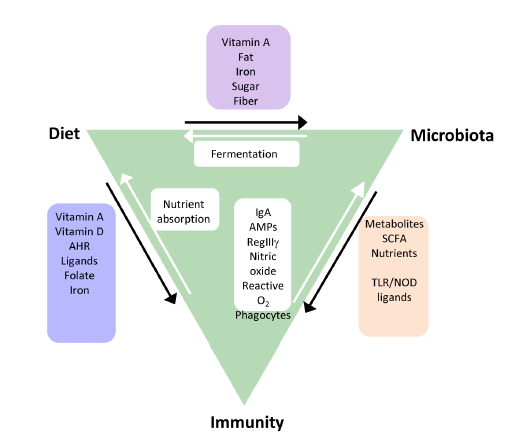 Vitamin A
Fat
Iron
Sugar
Fiber
Diet
Microbiota
Fermentation
Nutrient
absorption
Vitamin A
Vitamin D
AHR
Ligands
Folate
Iron
IgA
AMPs
RegIIIγ
Nitric
oxide
Reactive
O₂
Phagocytes
Metabolites
SCFA
Nutrients
TLR/NOD
ligands
Immunity